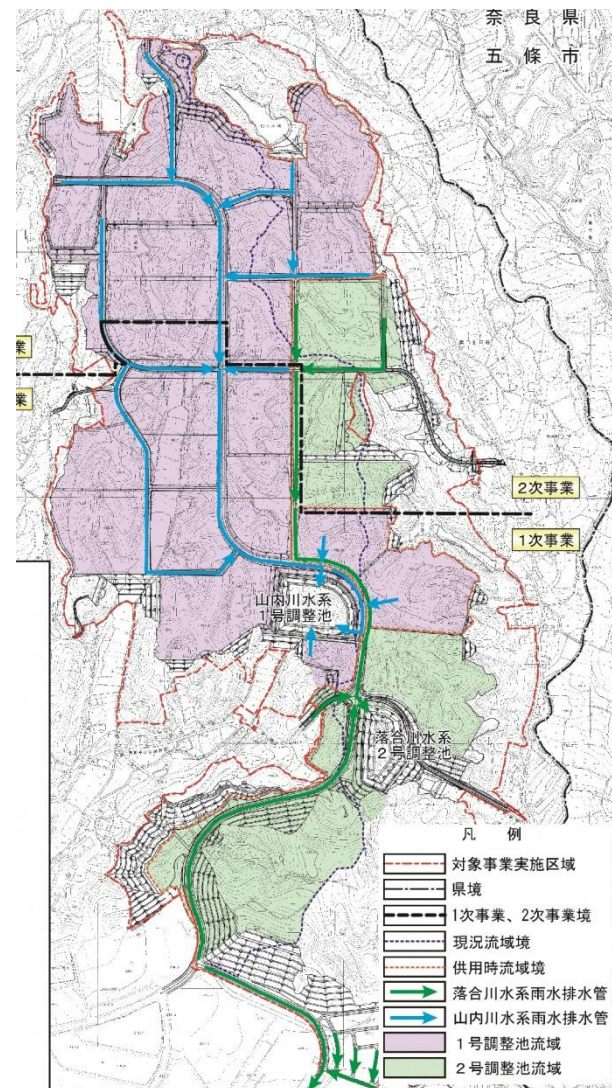 奈良県
五條市
業
業
2次事業
1次事業
山内川水系
1号調整池
落合川水系
2号調整池
凡例
対象事業実施区域
県境
1次事業、2次事業境
現況流域境
供用時流域境
落合川水系雨水排水管
山内川水系雨水排水管
1号調整池流域
2号調整池流域